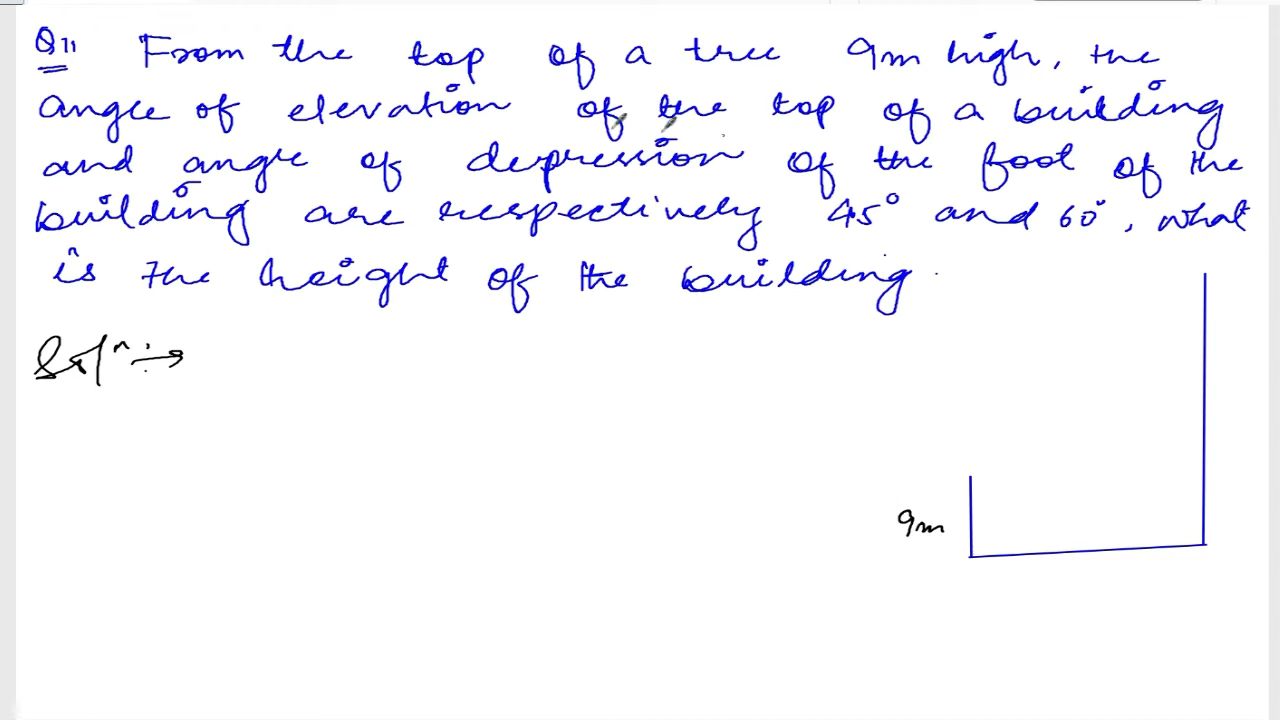 Q11 From the top of a tree 9m high, the
angle of elevation of the top of a building
and angle of depression of the foot of the
building are respectively 45° and 60°, what
is the height of the building.
Solⁿ:→
9m